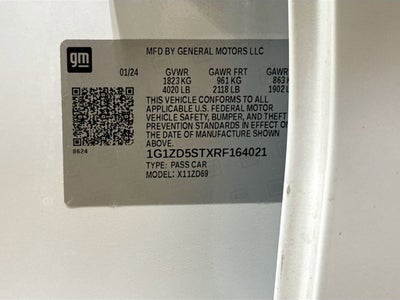 gm
MFD BY GENERAL MOTORS LLC
01/24 GVWR GAWR FRT GAWR
1823 KG 961 KG 863 K
4020 LB 2118 LB 1902 L
THIS VEHICLE CONFORMS TO ALL
APPLICABLE U.S. FEDERAL MOTOR
VEHICLE SAFETY, BUMPER, AND THEFT
PREVENTION STANDARDS IN EFFECT ON
THE DATE OF MANUFACTURE SHOWN
ABOVE.
8624
1G1ZD5STXRF164021
TYPE: PASS CAR
MODEL: X11ZD69